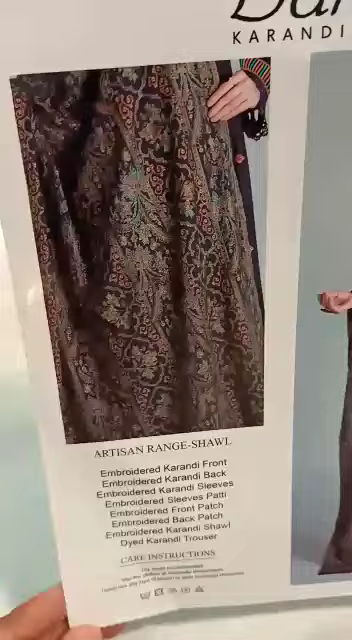 KARANDI
ARTISAN RANGE-SHAWL
Embroidered Karandi Front
Embroidered Karandi Back
Embroidered Karandi Sleeves
Embroidered Sleeves Patti
Embroidered Front Patch
Embroidered Back Patch
Embroidered Karandi Shawl
Dyed Karandi Trouser
CARE INSTRUCTIONS